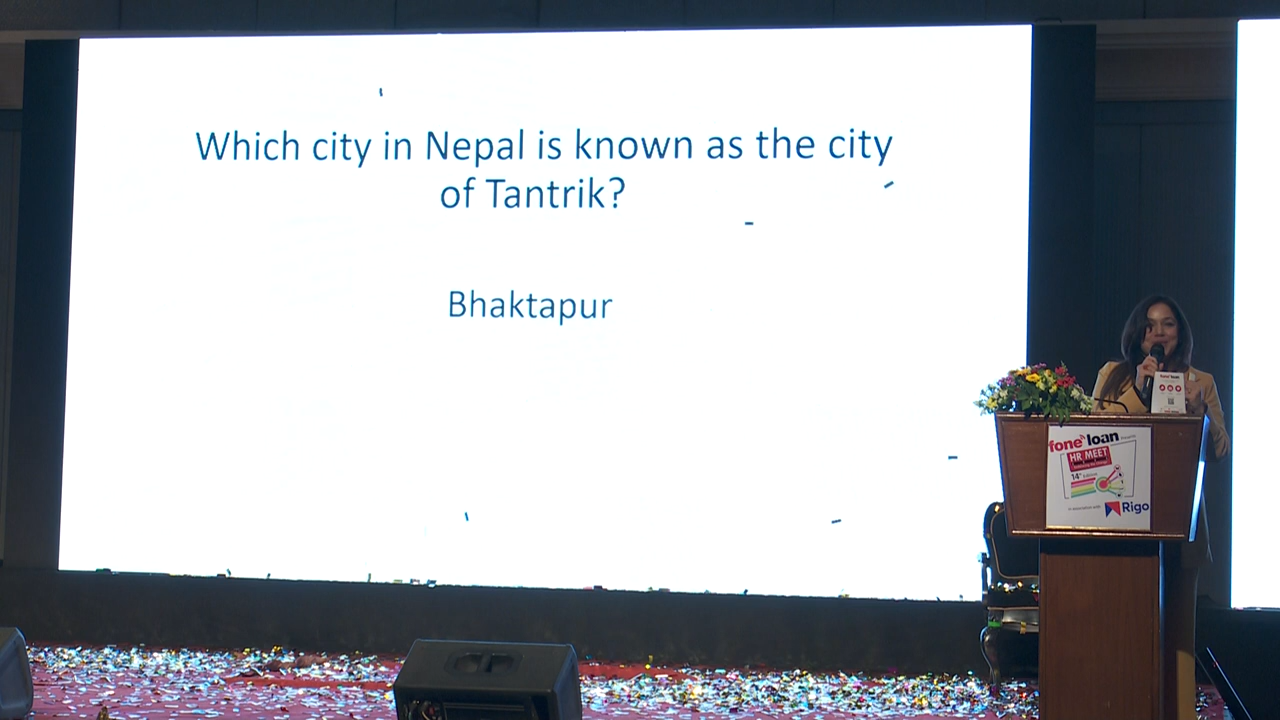 Which city in Nepal is known as the city
of Tantrik?
Bhaktapur
fone loan
HR MEET
14th
Rigo